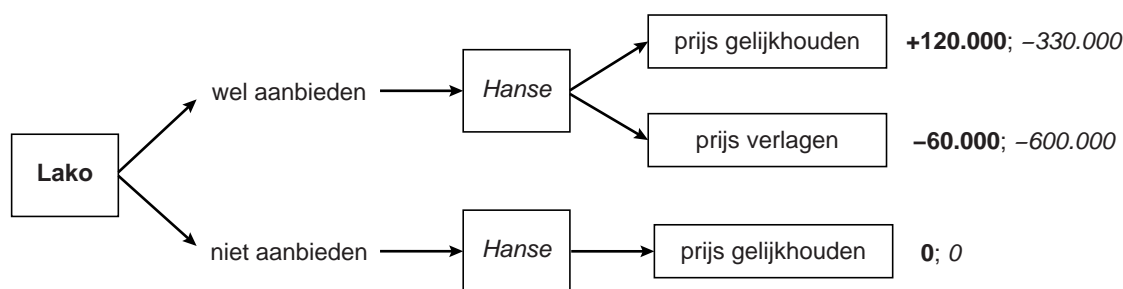 prijs gelijkhouden +120.000; −330.000
wel aanbieden Hanse
prijs verlagen −60.000; −600.000
Lako
niet aanbieden Hanse prijs gelijkhouden 0; 0